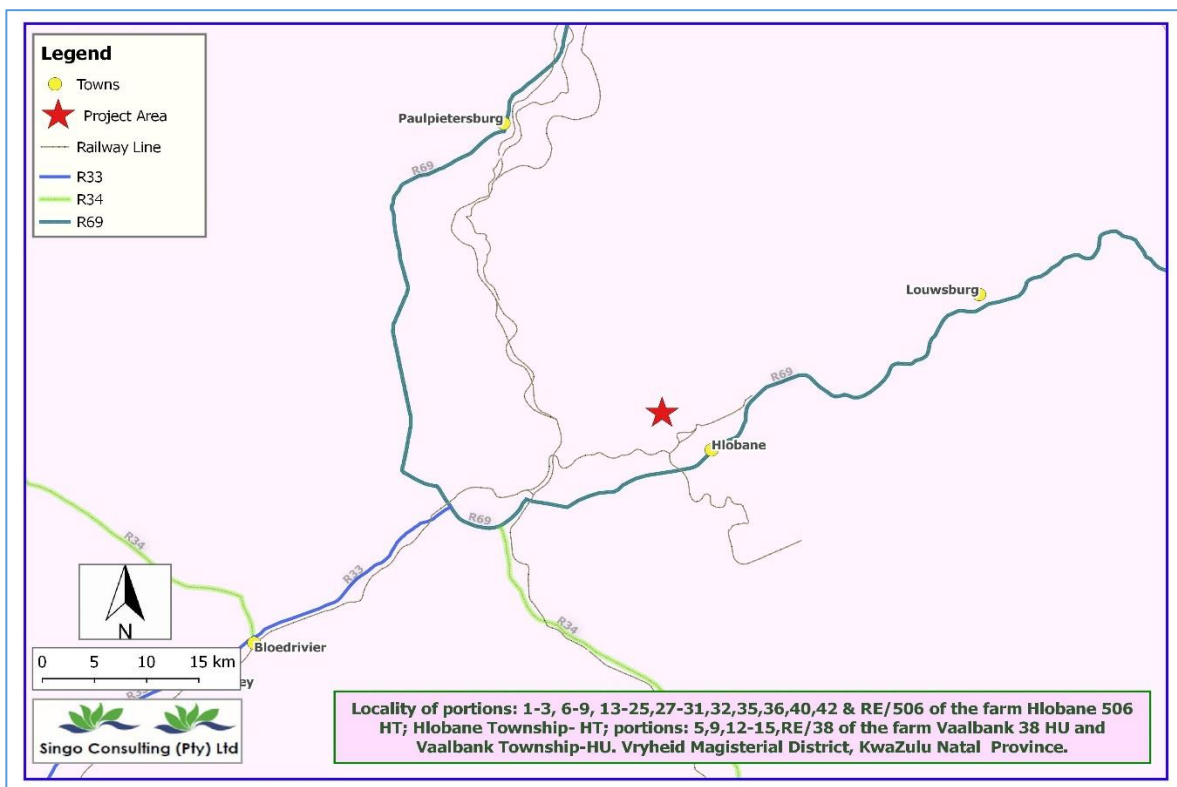 Legend
Towns
Project Area
Railway Line
R33
R34
R69
Paulpietersburg
R69
Louwsburg
R69
Hlobane
R69
R34
R33
R34
Bloedrivier
N
0 5 10 15 km
R33
ey
Singo Consulting (Pty) Ltd
Locality of portions: 1-3, 6-9, 13-25,27-31,32,35,36,40,42 & RE/506 of the farm Hlobane 506
HT; Hlobane Township- HT; portions: 5,9,12-15,RE/38 of the farm Vaalbank 38 HU and
Vaalbank Township-HU. Vryheid Magisterial District, KwaZulu Natal Province.